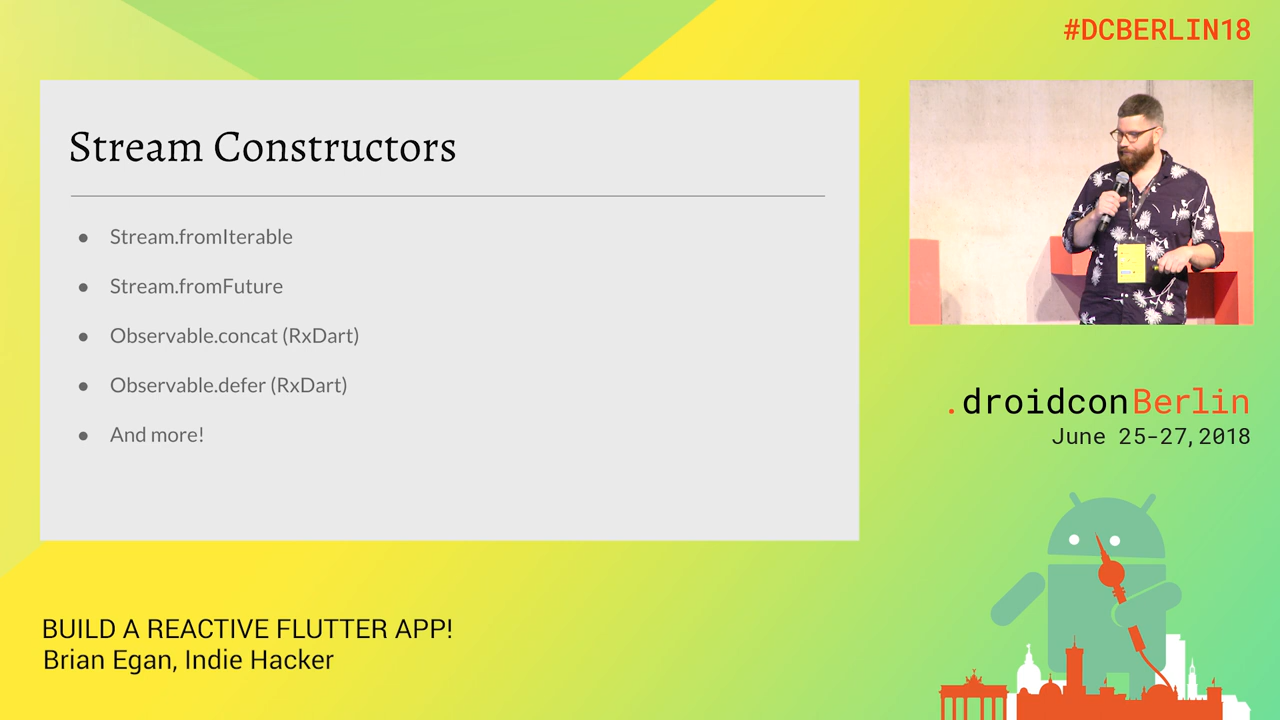 #DCBERLIN18
Stream Constructors
Stream.fromIterable
Stream.fromFuture
Observable.concat (RxDart)
Observable.defer (RxDart)
And more!
.droidconBerlin
June 25-27, 2018
BUILD A REACTIVE FLUTTER APP!
Brian Egan, Indie Hacker